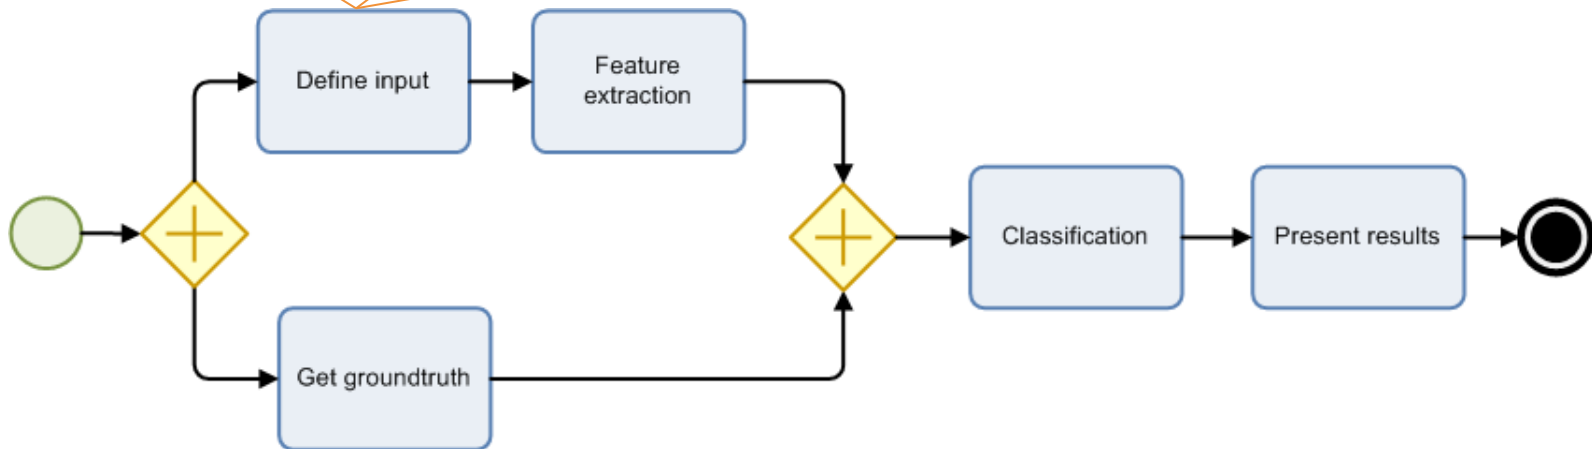 Define input
Feature
extraction
Classification
Present results
Get groundtruth